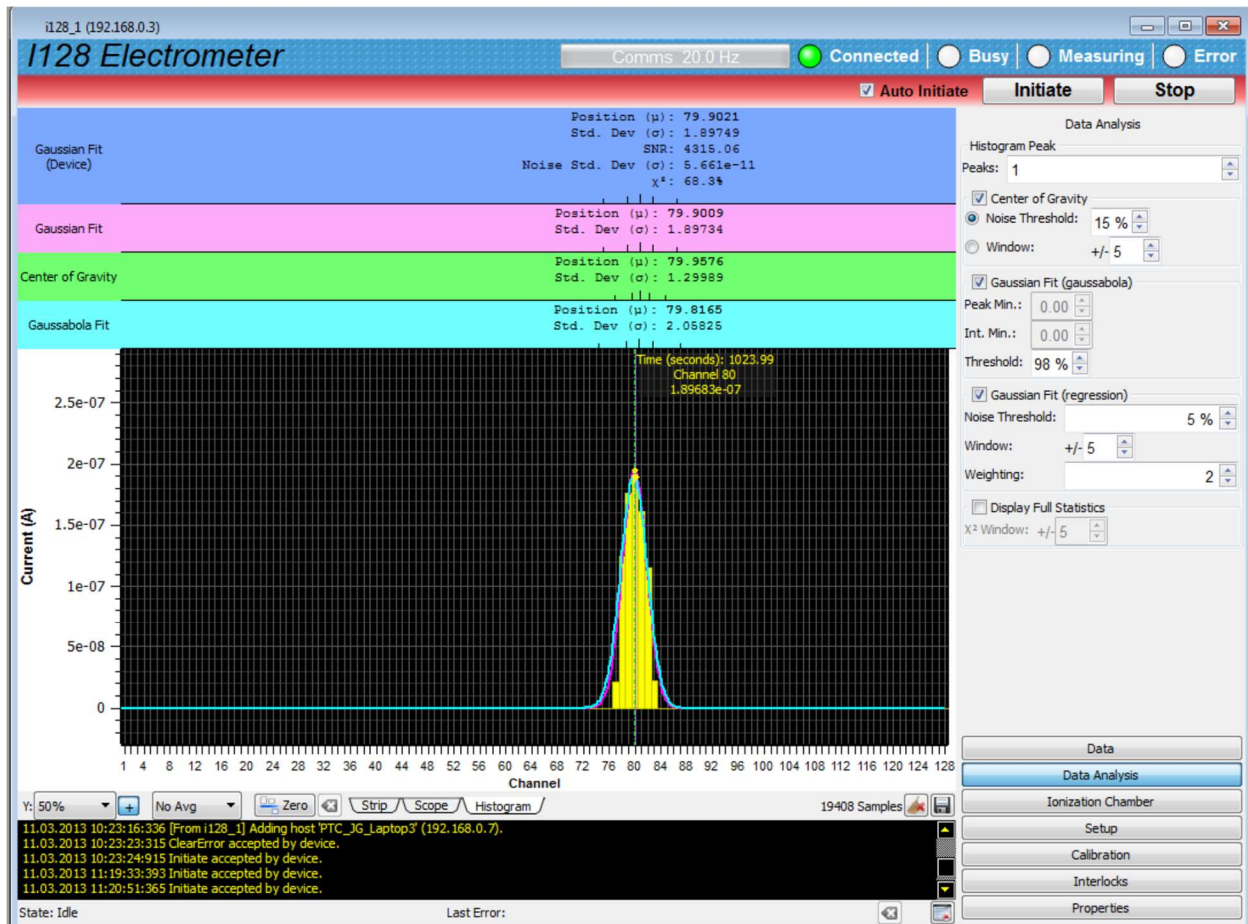 i128_1 (192.168.0.3)
I128 Electrometer
Comms 20.0 Hz
Connected
Busy
Measuring
Error
Auto Initiate
Initiate
Stop
Gaussian Fit
(Device)
Position (μ): 79.9021
Std. Dev (σ): 1.89749
SNR: 4315.06
Noise Std. Dev (σ): 5.661e-11
χ²: 68.3%
Gaussian Fit
Position (μ): 79.9009
Std. Dev (σ): 1.89734
Center of Gravity
Position (μ): 79.9576
Std. Dev (σ): 1.29989
Gaussabola Fit
Position (μ): 79.8165
Std. Dev (σ): 2.05825
Time (seconds): 1023.99
Channel 80
1.89683e-07
Current (A)
2.5e-07
2e-07
1.5e-07
1e-07
5e-08
0
1 4 8 12 16 20 24 28 32 36 40 44 48 52 56 60 64 68 72 76 80 84 88 92 96 100 104 108 112 116 120 124 128
Channel
Data Analysis
Histogram Peak
Peaks: 1
Center of Gravity
Noise Threshold: 15 %
Window: +/- 5
Gaussian Fit (gaussabola)
Peak Min.: 0.00
Int. Min.: 0.00
Threshold: 98 %
Gaussian Fit (regression)
Noise Threshold: 5 %
Window: +/- 5
Weighting: 2
Display Full Statistics
X² Window: +/- 5
Data
Data Analysis
Ionization Chamber
Setup
Calibration
Interlocks
Properties
Y: 50%
+
No Avg
Zero
Strip
Scope
Histogram
19408 Samples
11.03.2013 10:23:16:336 [From i128_1] Adding host 'PTC_JG_Laptop3' (192.168.0.7).
11.03.2013 10:23:23:315 ClearError accepted by device.
11.03.2013 10:23:24:915 Initiate accepted by device.
11.03.2013 11:19:33:393 Initiate accepted by device.
11.03.2013 11:20:51:365 Initiate accepted by device.
State: Idle
Last Error: